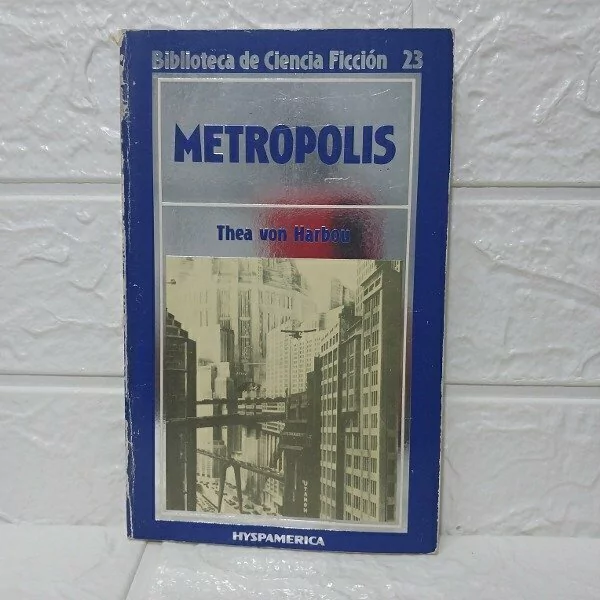 Biblioteca de Ciencia Ficción 23
METROPOLIS
Thea von Harbou
HYSPAMERICA